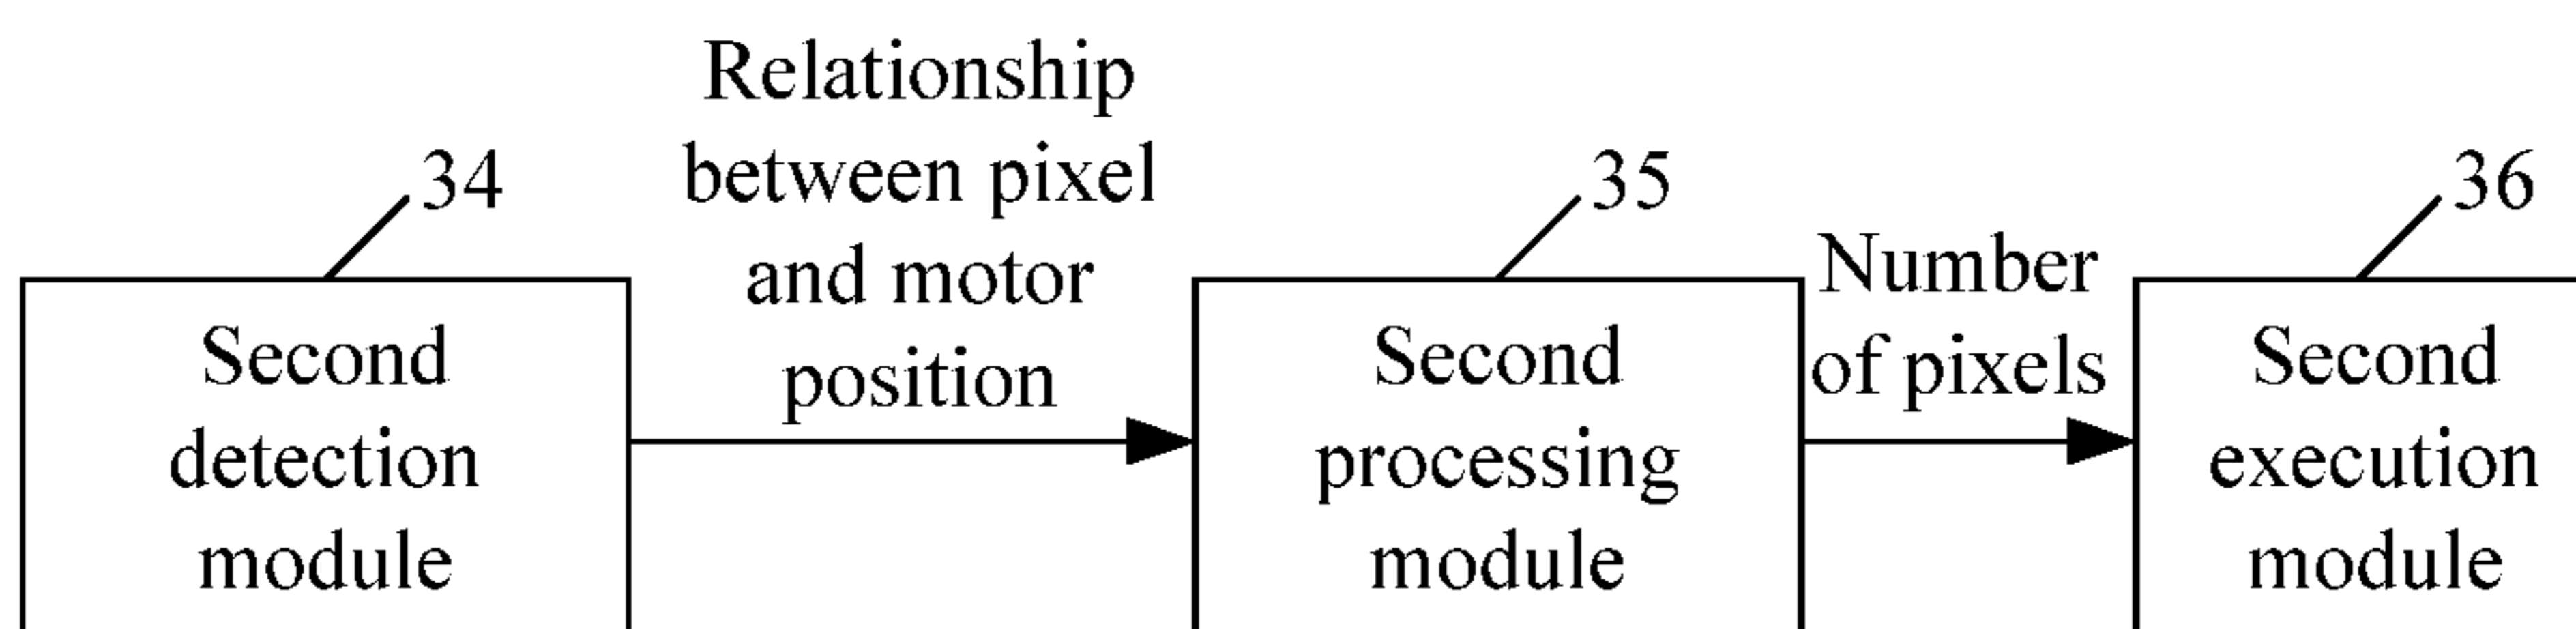 34
Second
detection
module
Relationship
between pixel
and motor
position
35
Second
processing
module
Number
of pixels
36
Second
execution
module